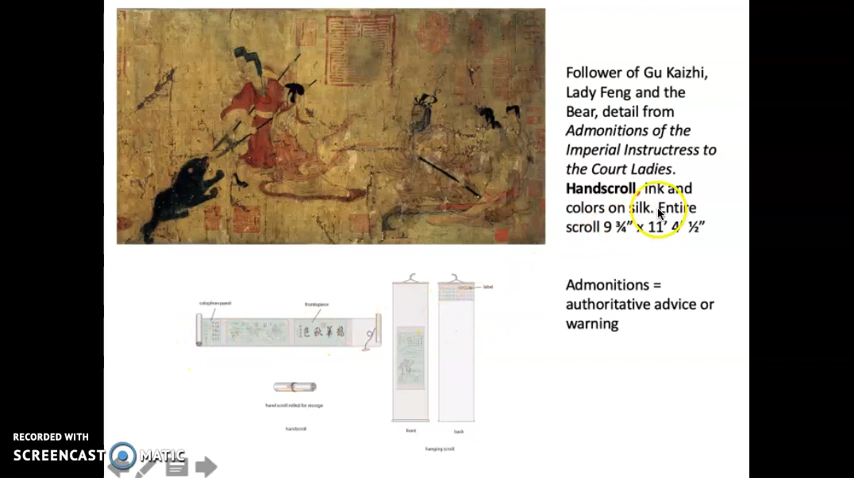 Follower of Gu Kaizhi,
Lady Feng and the
Bear, detail from
Admonitions of the
Imperial Instructress to
the Court Ladies.
Handscroll, ink and
colors on silk. Entire
scroll 9 ¾” x 11’ 4” ½”
Admonitions =
authoritative advice or
warning
colophon panel
frontispiece
label
hand scroll rolled for storage
handscroll
front
back
hanging scroll
RECORDED WITH
SCREENCAST MATIC